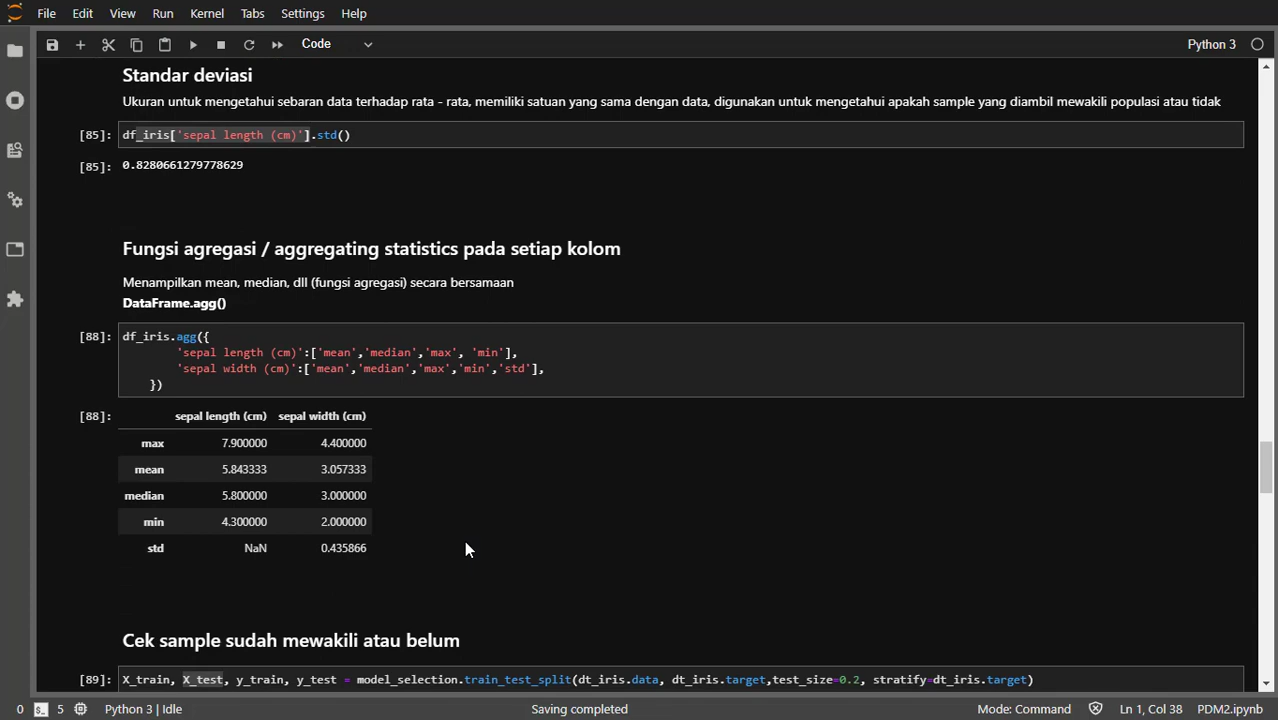 File Edit View Run Kernel Tabs Settings Help
Code Python 3
Standar deviasi
Ukuran untuk mengetahui sebaran data terhadap rata - rata, memiliki satuan yang sama dengan data, digunakan untuk mengetahui apakah sample yang diambil mewakili populasi atau tidak
[85]: df_iris['sepal length (cm)'].std()
[85]: 0.8280661279778629
Fungsi agregasi / aggregating statistics pada setiap kolom
Menampilkan mean, median, dll (fungsi agregasi) secara bersamaan
DataFrame.agg()
[88]: df_iris.agg({
'sepal length (cm)':['mean','median','max', 'min'],
'sepal width (cm)':['mean','median','max','min','std'],
})
[88]: sepal length (cm) sepal width (cm)
max 7.900000 4.400000
mean 5.843333 3.057333
median 5.800000 3.000000
min 4.300000 2.000000
std NaN 0.435866
Cek sample sudah mewakili atau belum
[89]: X_train, X_test, y_train, y_test = model_selection.train_test_split(dt_iris.data, dt_iris.target,test_size=0.2, stratify=dt_iris.target)
0 $_ 5 Python 3 | Idle Saving completed Mode: Command Ln 1, Col 38 PDM2.ipynb